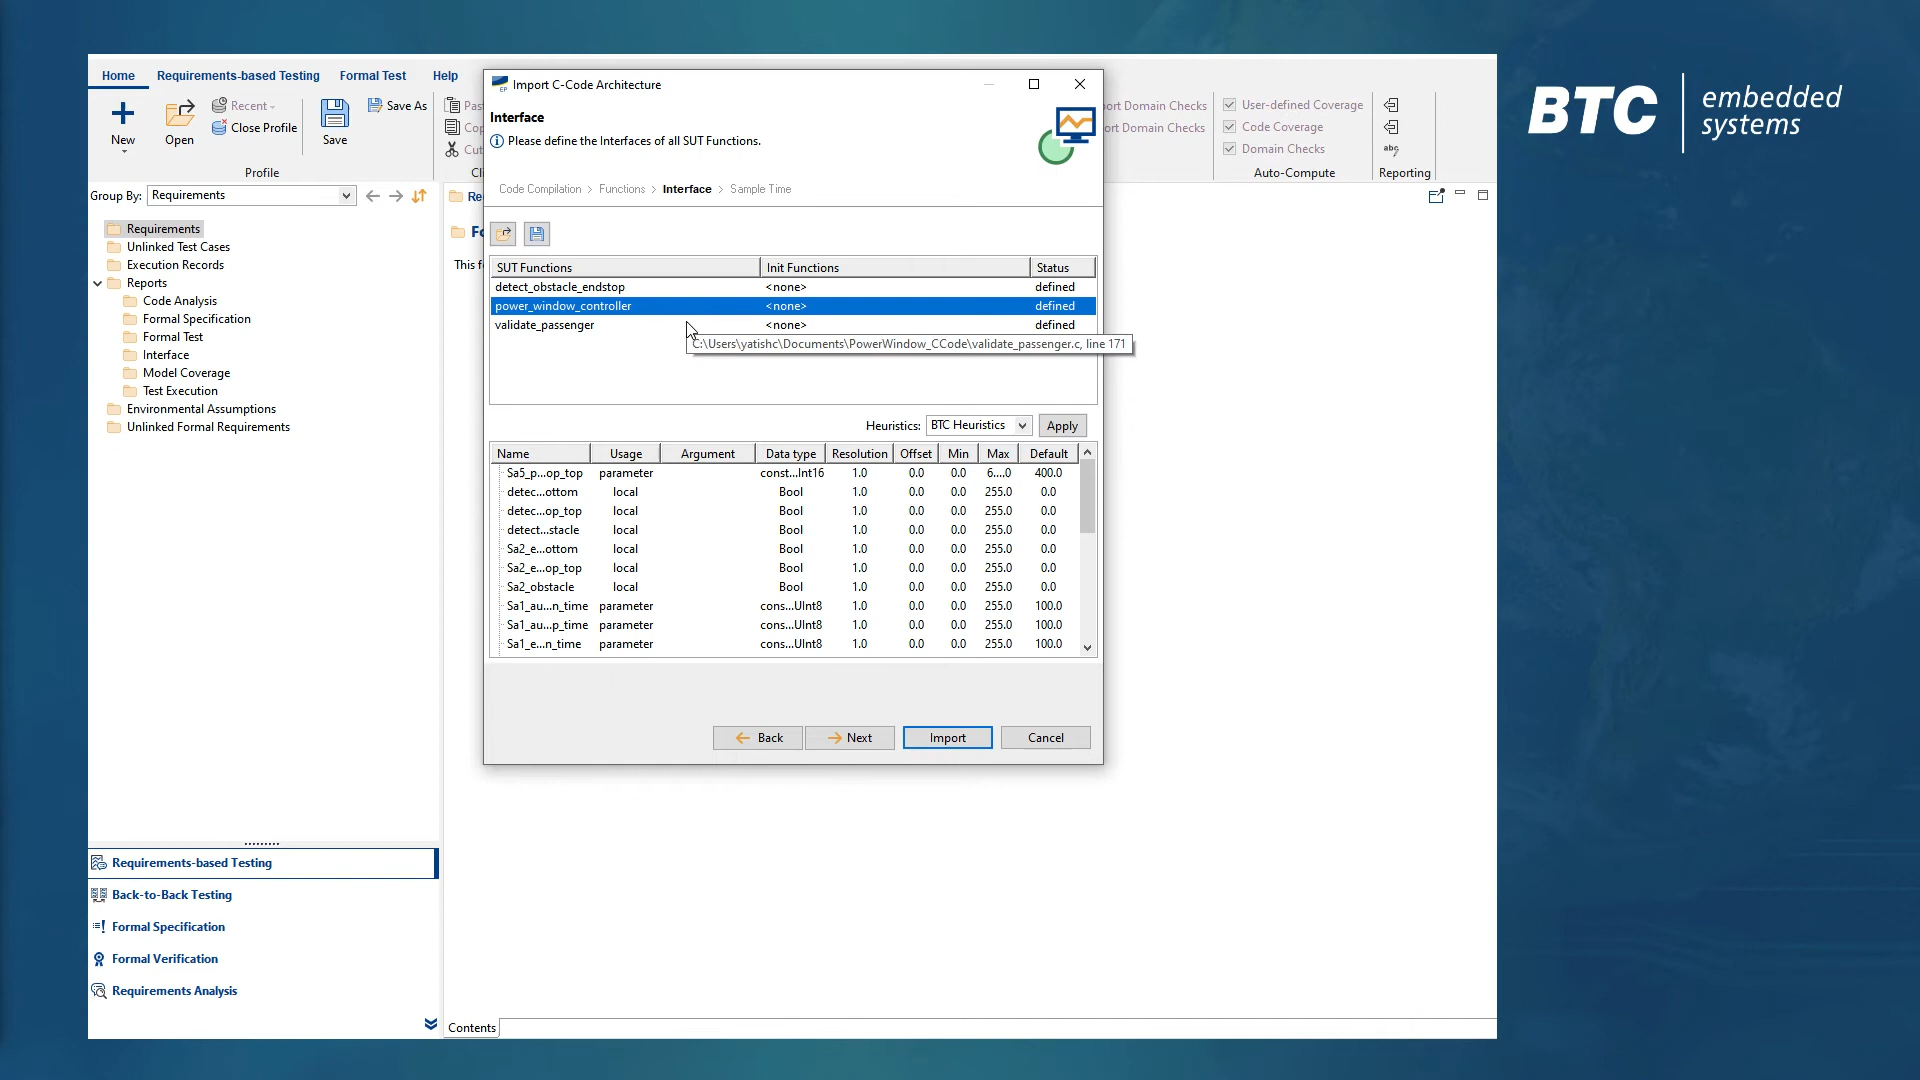 Home Requirements-based Testing Formal Test Help
New
Open
Recent
Close Profile
Save
Save As
Profile
Import C-Code Architecture
Interface
Please define the Interfaces of all SUT Functions.
Code Compilation > Functions > Interface > Sample Time
ort Domain Checks
ort Domain Checks
User-defined Coverage
Code Coverage
Domain Checks
Auto-Compute
Reporting
BTC embedded systems
Group By: Requirements
Requirements
Unlinked Test Cases
Execution Records
Reports
Code Analysis
Formal Specification
Formal Test
Interface
Model Coverage
Test Execution
Environmental Assumptions
Unlinked Formal Requirements
This f
SUT Functions Init Functions Status
detect_obstacle_endstop <none> defined
power_window_controller <none> defined
validate_passenger <none> defined
C:\Users\yatishc\Documents\PowerWindow_CCode\validate_passenger.c, line 171
Heuristics: BTC Heuristics Apply
Name Usage Argument Data type Resolution Offset Min Max Default
Sa5_p...op_top parameter const...Int16 1.0 0.0 0.0 6....0 400.0
detec...ottom local Bool 1.0 0.0 0.0 255.0 0.0
detec...op_top local Bool 1.0 0.0 0.0 255.0 0.0
detect...stacle local Bool 1.0 0.0 0.0 255.0 0.0
Sa2_e...ottom local Bool 1.0 0.0 0.0 255.0 0.0
Sa2_e...op_top local Bool 1.0 0.0 0.0 255.0 0.0
Sa2_obstacle local Bool 1.0 0.0 0.0 255.0 0.0
Sa1_au...n_time parameter cons...UInt8 1.0 0.0 0.0 255.0 100.0
Sa1_au...p_time parameter cons...UInt8 1.0 0.0 0.0 255.0 100.0
Sa1_e...n_time parameter cons...UInt8 1.0 0.0 0.0 255.0 100.0
Back Next Import Cancel
Requirements-based Testing
Back-to-Back Testing
Formal Specification
Formal Verification
Requirements Analysis
Contents